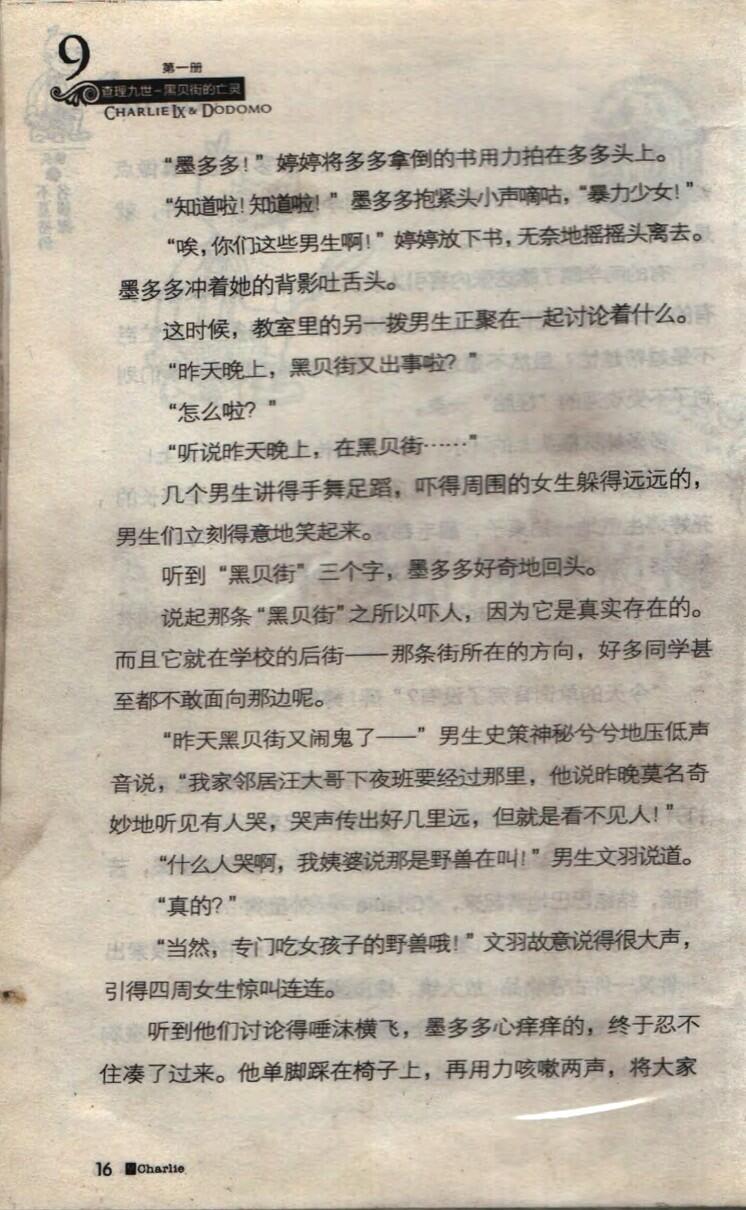 9
第一册
查理九世-黑贝街的亡灵
CHARLIE IX & DODOMO
“墨多多！”婷婷将多多拿倒的书用力拍在多多头上。
“知道啦！知道啦！”墨多多抱紧头小声嘀咕，“暴力少女！”
“唉，你们这些男生啊！”婷婷放下书，无奈地摇摇头离去。
墨多多冲着她的背影吐舌头。
这时候，教室里的另一拨男生正聚在一起讨论着什么。
“昨天晚上，黑贝街又出事啦？”
“怎么啦？”
“听说昨天晚上，在黑贝街……”
几个男生讲得手舞足蹈，吓得周围的女生躲得远远的，
男生们立刻得意地笑起来。
听到“黑贝街”三个字，墨多多好奇地回头。
说起那条“黑贝街”之所以吓人，因为它是真实存在的。
而且它就在学校的后街——那条街所在的方向，好多同学甚
至都不敢面向那边呢。
“昨天黑贝街又闹鬼了——”男生史策神秘兮兮地压低声
音说，“我家邻居汪大哥下夜班要经过那里，他说昨晚莫名奇
妙地听见有人哭，哭声传出好几里远，但就是看不见人！”
“什么人哭啊，我姨婆说那是野兽在叫！”男生文羽说道。
“真的？”
“当然，专门吃女孩子的野兽哦！”文羽故意说得很大声，
引得四周女生惊叫连连。
听到他们讨论得唾沫横飞，墨多多心痒痒的，终于忍不
住凑了过来。他单脚踩在椅子上，再用力咳嗽两声，将大家
16 Charlie